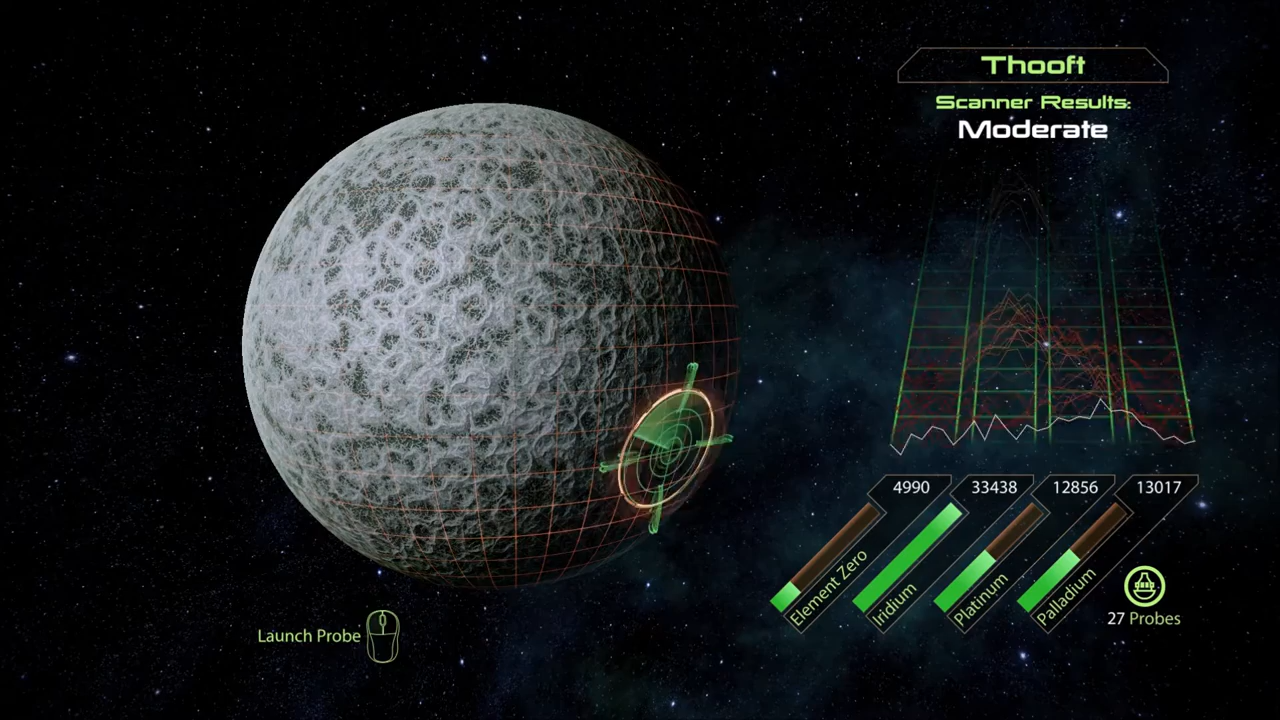 Thooft
Scanner Results:
Moderate
4990
33438
12856
13017
Element Zero
Iridium
Platinum
Palladium
27 Probes
Launch Probe